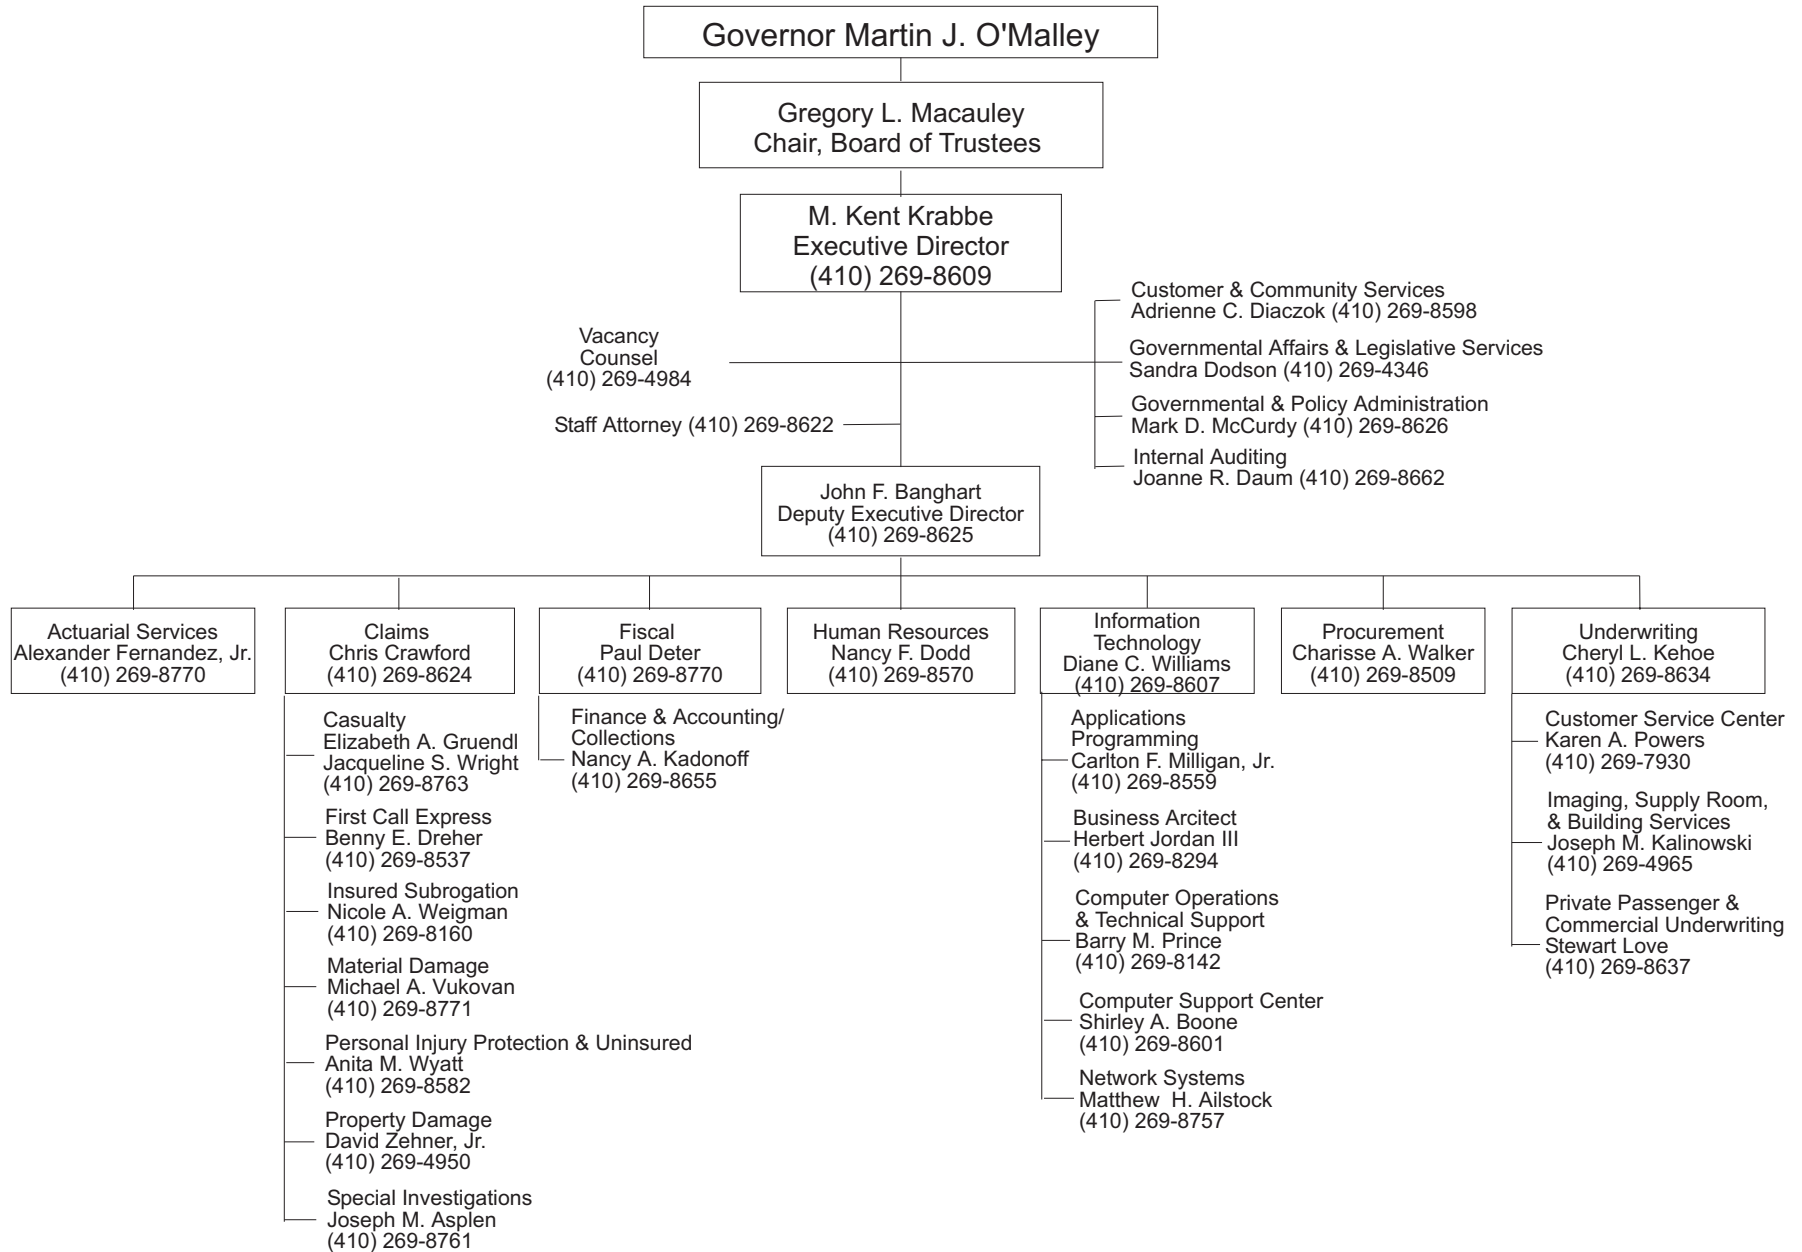 Governor Martin J. O'Malley
Gregory L. Macauley
Chair, Board of Trustees
M. Kent Krabbe
Executive Director
(410) 269-8609
Vacancy
Counsel
(410) 269-4984
Staff Attorney (410) 269-8622
Customer & Community Services
Adrienne C. Diaczok (410) 269-8598
Governmental Affairs & Legislative Services
Sandra Dodson (410) 269-4346
Governmental & Policy Administration
Mark D. McCurdy (410) 269-8626
Internal Auditing
Joanne R. Daum (410) 269-8662
John F. Banghart
Deputy Executive Director
(410) 269-8625
Actuarial Services
Alexander Fernandez, Jr.
(410) 269-8770
Claims
Chris Crawford
(410) 269-8624
Casualty
Elizabeth A. Gruendl
Jacqueline S. Wright
(410) 269-8763
First Call Express
Benny E. Dreher
(410) 269-8537
Insured Subrogation
Nicole A. Weigman
(410) 269-8160
Material Damage
Michael A. Vukovan
(410) 269-8771
Personal Injury Protection & Uninsured
Anita M. Wyatt
(410) 269-8582
Property Damage
David Zehner, Jr.
(410) 269-4950
Special Investigations
Joseph M. Asplen
(410) 269-8761
Fiscal
Paul Deter
(410) 269-8770
Finance & Accounting/
Collections
Nancy A. Kadonoff
(410) 269-8655
Human Resources
Nancy F. Dodd
(410) 269-8570
Information
Technology
Diane C. Williams
(410) 269-8607
Applications
Programming
Carlton F. Milligan, Jr.
(410) 269-8559
Business Arcitect
Herbert Jordan III
(410) 269-8294
Computer Operations
& Technical Support
Barry M. Prince
(410) 269-8142
Computer Support Center
Shirley A. Boone
(410) 269-8601
Network Systems
Matthew H. Ailstock
(410) 269-8757
Procurement
Charisse A. Walker
(410) 269-8509
Underwriting
Cheryl L. Kehoe
(410) 269-8634
Customer Service Center
Karen A. Powers
(410) 269-7930
Imaging, Supply Room,
& Building Services
Joseph M. Kalinowski
(410) 269-4965
Private Passenger &
Commercial Underwriting
Stewart Love
(410) 269-8637